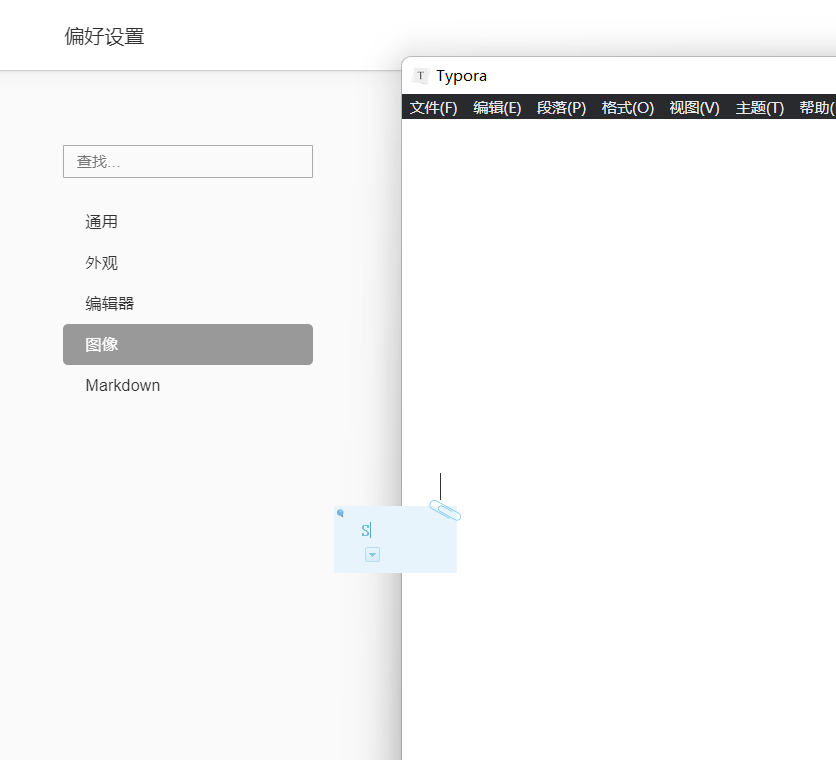 偏好设置
查找...
通用
外观
编辑器
图像
Markdown
T Typora
文件(F) 编辑(E) 段落(P) 格式(O) 视图(V) 主题(T) 帮助(
S